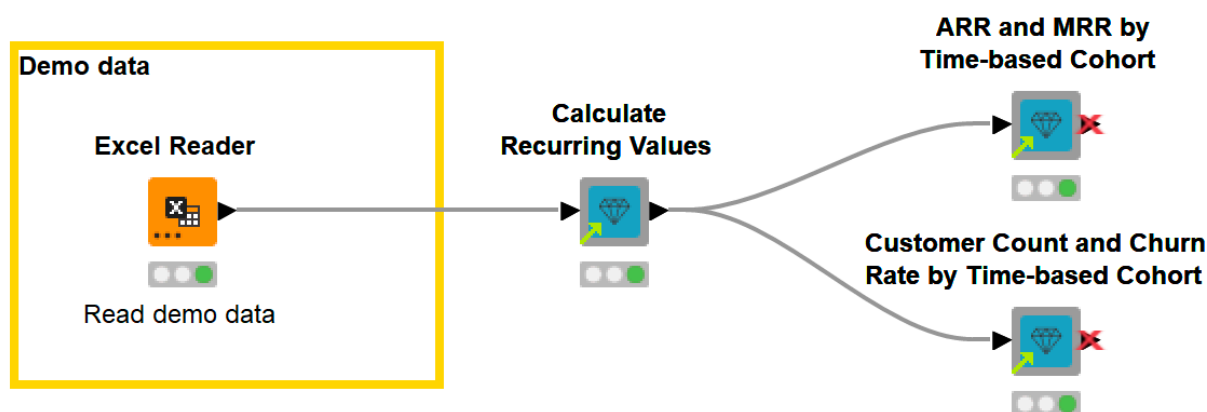 Demo data
Excel Reader
Read demo data
Calculate
Recurring Values
ARR and MRR by
Time-based Cohort
Customer Count and Churn
Rate by Time-based Cohort